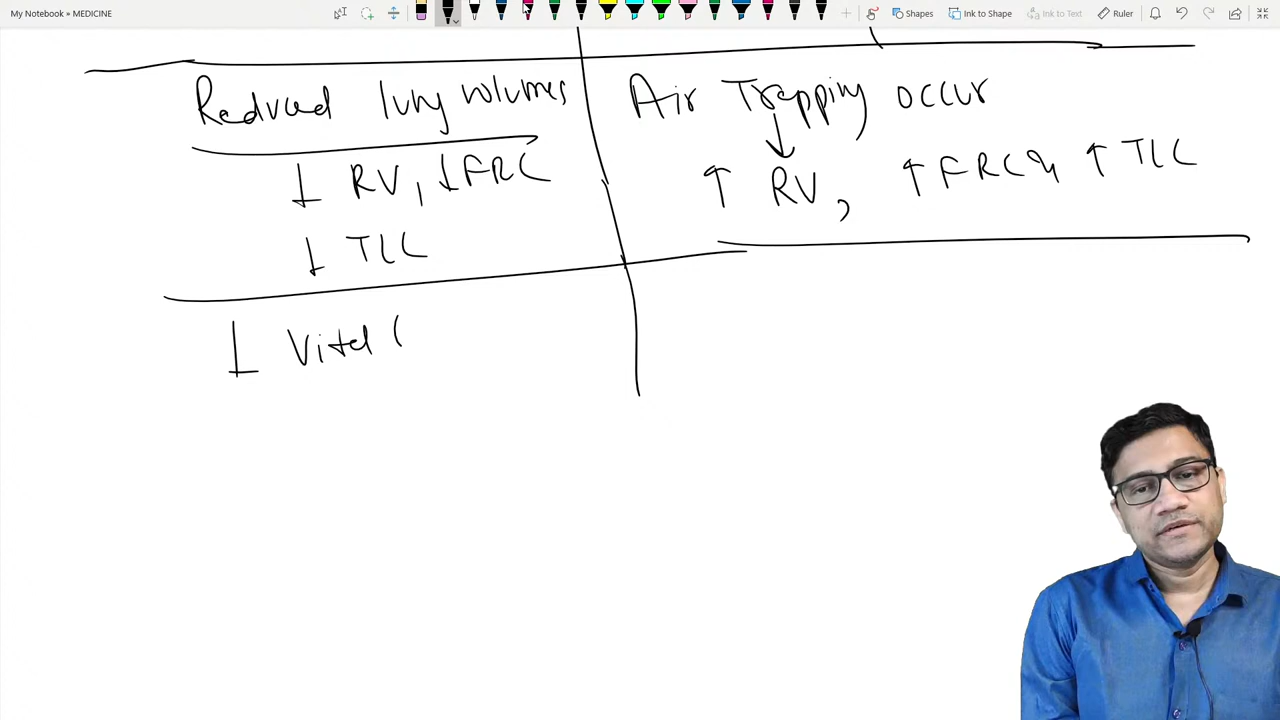 My Notebook » MEDICINE
Shapes
Ink to Shape
Ink to Text
Ruler
Reduced lung volumes
↓ RV, ↓ FRC
↓ TLC
↓ Vital (
Air Trapping occur
↓
↑ RV, ↑ FRC & ↑ TLC